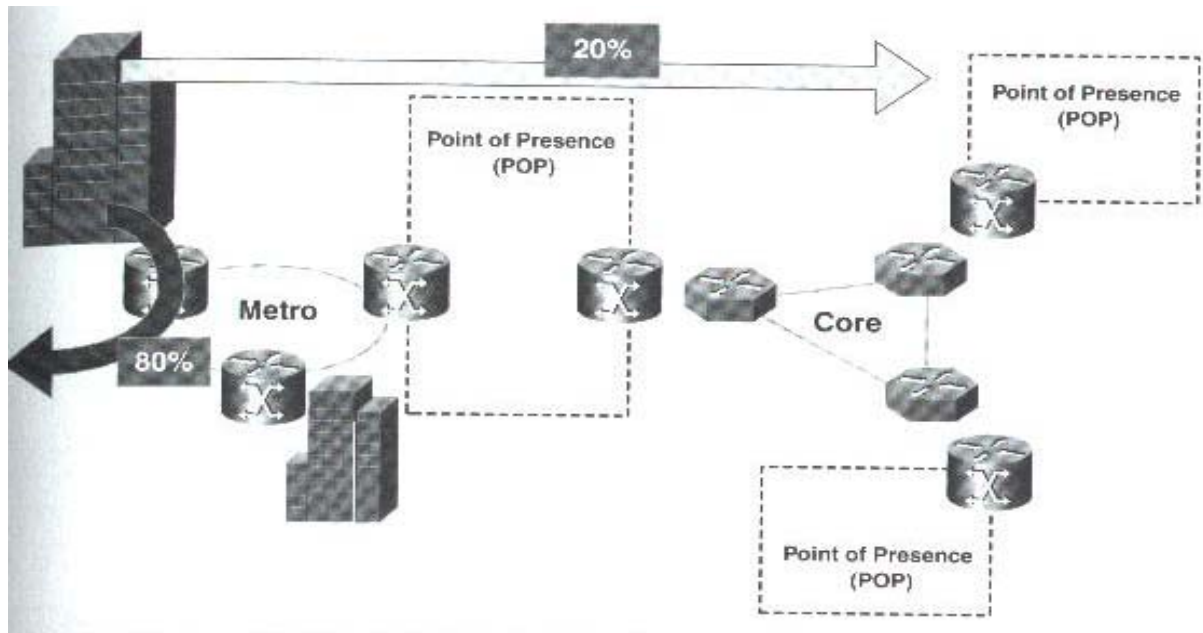 20%
Point of Presence
(POP)
Point of Presence
(POP)
Metro
Core
80%
Point of Presence
(POP)